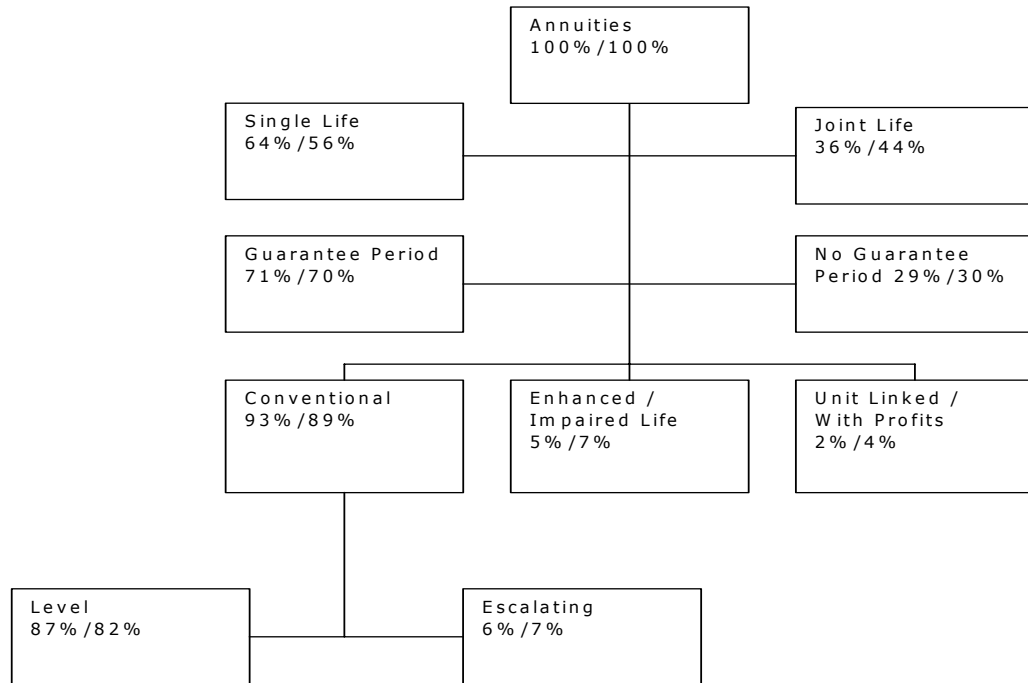 Annuities
100%/100%
Single Life
64%/56%
Joint Life
36%/44%
Guarantee Period
71%/70%
No Guarantee
Period 29%/30%
Conventional
93%/89%
Enhanced /
Impaired Life
5%/7%
Unit Linked /
With Profits
2%/4%
Level
87%/82%
Escalating
6%/7%